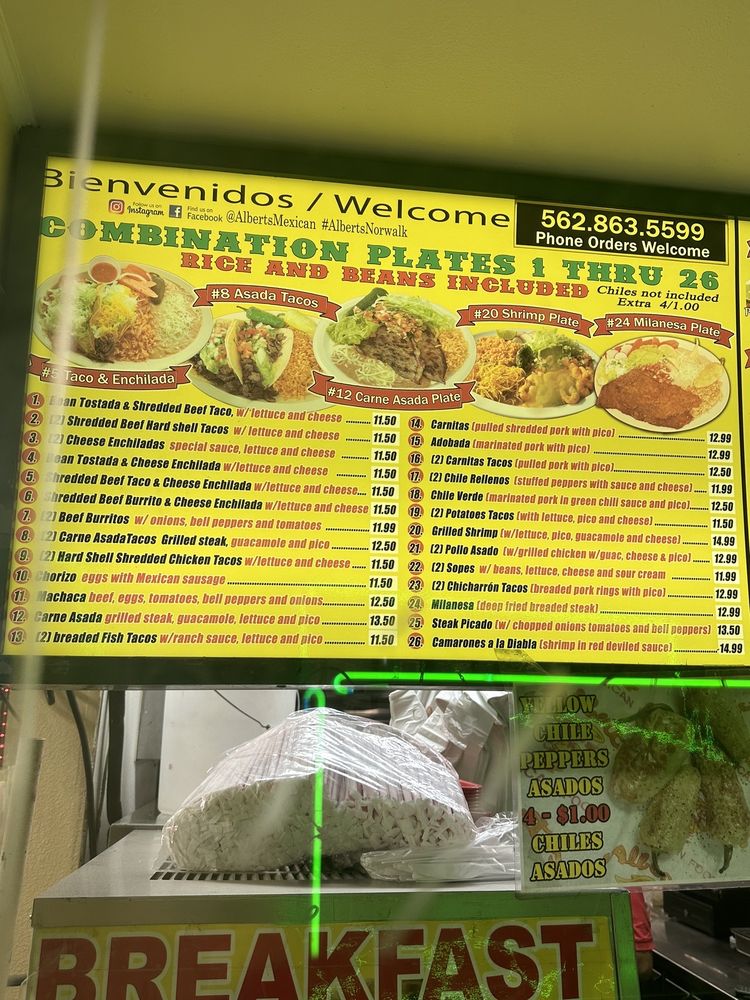 Bienvenidos / Welcome
Follow us on
Instagram
Find us on
Facebook
@AlbertsMexican #AlbertsNorwalk
562.863.5599
Phone Orders Welcome
COMBINATION PLATES 1 THRU 26
RICE AND BEANS INCLUDED
Chiles not included
Extra 4/1.00
#5 Taco & Enchilada
#8 Asada Tacos
#12 Carne Asada Plate
#20 Shrimp Plate
#24 Milanesa Plate
1. Bean Tostada & Shredded Beef Taco, w/lettuce and cheese ........ 11.50
2. (2) Shredded Beef Hard shell Tacos w/ lettuce and cheese ........ 11.50
3. (2) Cheese Enchiladas special sauce, lettuce and cheese ........ 11.50
4. Bean Tostada & Cheese Enchilada w/lettuce and cheese ........ 11.50
5. Shredded Beef Taco & Cheese Enchilada w/lettuce and cheese.... 11.50
6. Shredded Beef Burrito & Cheese Enchilada w/lettuce and cheese 11.50
7. (2) Beef Burritos w/ onions, bell peppers and tomatoes ........ 11.99
8. (2) Carne AsadaTacos Grilled steak, guacamole and pico ........ 12.50
9. (2) Hard Shell Shredded Chicken Tacos w/lettuce and cheese ..... 11.50
10. Chorizo eggs with Mexican sausage ........ 11.50
11. Machaca beef, eggs, tomatoes, bell peppers and onions........ 12.50
12. Carne Asada grilled steak, guacamole, lettuce and pico ........ 13.50
13. (2) breaded Fish Tacos w/ranch sauce, lettuce and pico ........ 11.50
14. Carnitas (pulled shredded pork with pico) ........ 12.99
15. Adobada (marinated pork with pico) ........ 12.99
16. (2) Carnitas Tacos (pulled pork with pico)........ 12.50
17. (2) Chile Rellenos (stuffed peppers with sauce and cheese) ..... 11.99
18. Chile Verde (marinated pork in green chili sauce and pico)..... 12.50
19. (2) Potatoes Tacos (with lettuce, pico and cheese) ........ 11.50
20. Grilled Shrimp (w/lettuce, pico, guacamole and cheese) ........ 14.99
21. (2) Pollo Asado (w/grilled chicken w/guac, cheese & pico) ..... 12.99
22. (2) Sopes w/ beans, lettuce, cheese and sour cream ........ 11.99
23. (2) Chicharrón Tacos (breaded pork rings with pico) ........ 12.99
24. Milanesa (deep fried breaded steak) ........ 12.99
25. Steak Picado (w/ chopped onions tomatoes and bell peppers) 13.50
26. Camarones a la Diabla (shrimp in red deviled sauce) ........ 14.99
YELLOW
CHILE
PEPPERS
ASADOS
4 - $1.00
CHILES
ASADOS
BREAKFAST